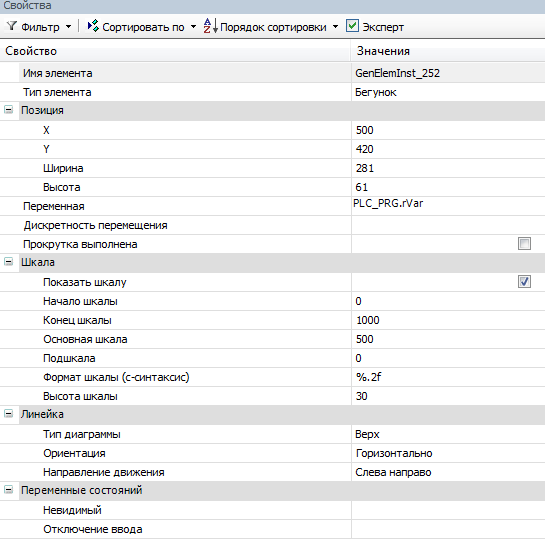 Свойства
Фильтр Сортировать по Порядок сортировки Эксперт
Свойство Значения
Имя элемента GenElemInst_252
Тип элемента Бегунок
Позиция
X 500
Y 420
Ширина 281
Высота 61
Переменная PLC_PRG.rVar
Дискретность перемещения
Прокрутка выполнена
Шкала
Показать шкалу
Начало шкалы 0
Конец шкалы 1000
Основная шкала 500
Подшкала 0
Формат шкалы (с-синтаксис) %.2f
Высота шкалы 30
Линейка
Тип диаграммы Верх
Ориентация Горизонтально
Направление движения Слева направо
Переменные состояний
Невидимый
Отключение ввода